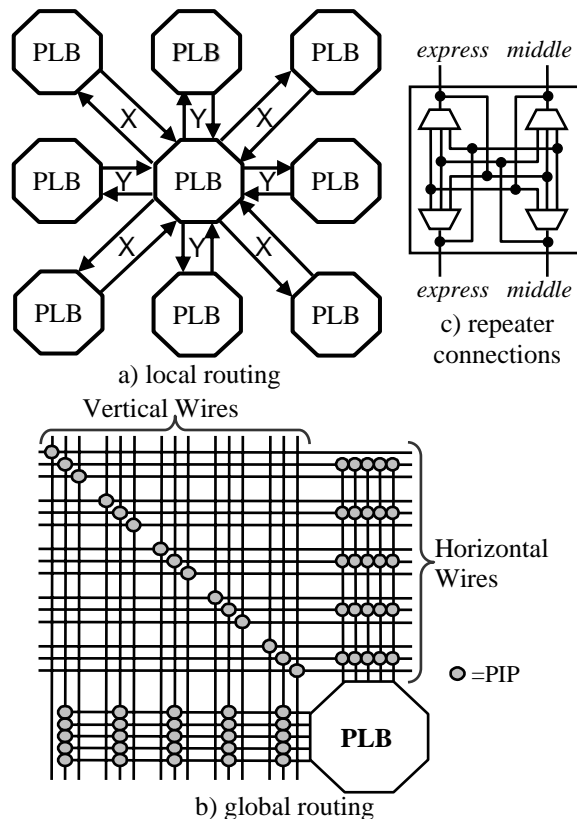 PLB
PLB
PLB
X
Y
X
PLB
Y
PLB
Y
PLB
X
Y
X
PLB
PLB
PLB
a) local routing
express
middle
express
middle
c) repeater
connections
Vertical Wires
Horizontal
Wires
=PIP
PLB
b) global routing